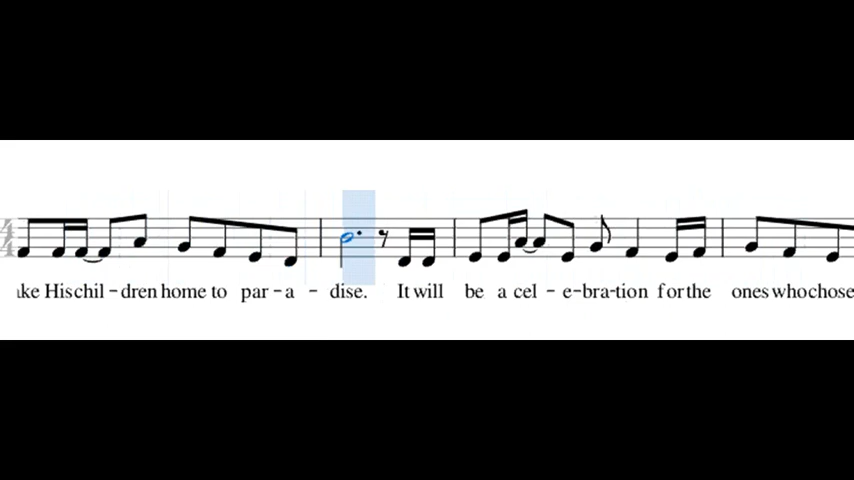 ake His chil - dren home to par - a - dise. It will be a cel - e - bra - tion for the ones who chose